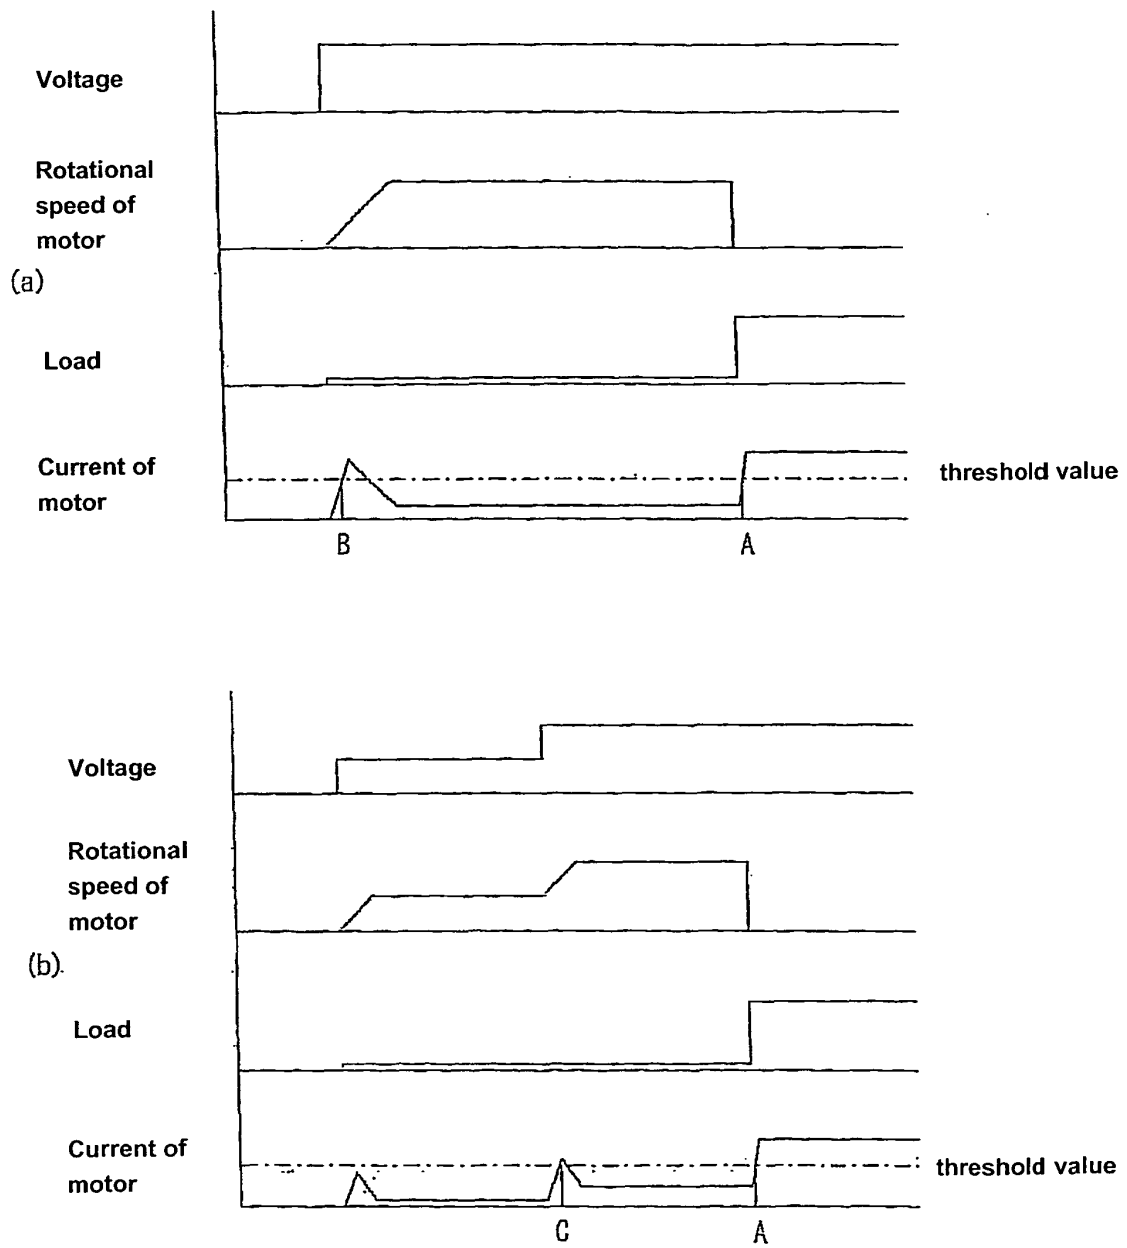 Voltage
Rotational
speed of
motor
(a)
Load
Current of
motor
threshold value
B
A
Voltage
Rotational
speed of
motor
(b)
Load
Current of
motor
threshold value
C
A